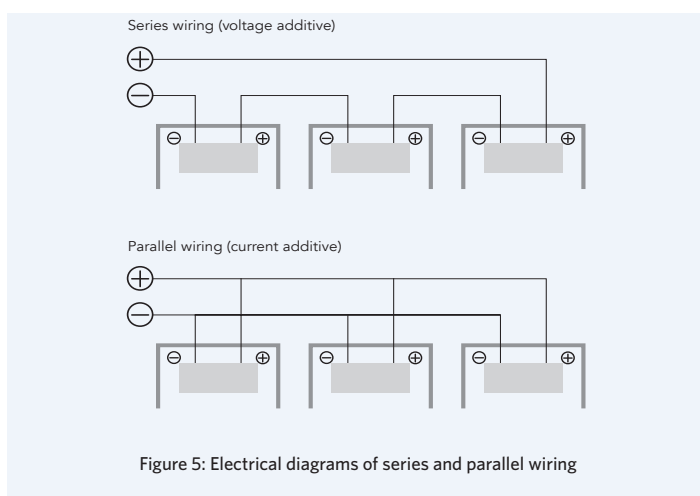 Series wiring (voltage additive)
+
−
− + − + − +
Parallel wiring (current additive)
+
−
− + − + − +
Figure 5: Electrical diagrams of series and parallel wiring